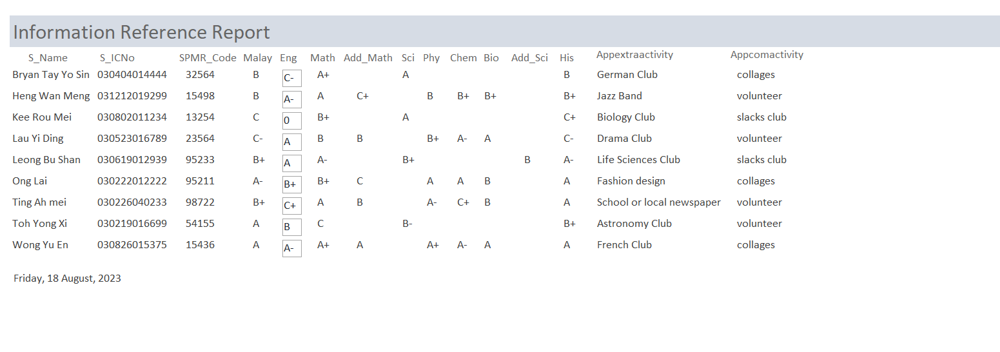 Information Reference Report
S_Name S_ICNo SPMR_Code Malay Eng Math Add_Math Sci Phy Chem Bio Add_Sci His Appextraactivity Appcomactivity
Bryan Tay Yo Sin 030404014444 32564 B C- A+ A B German Club collages
Heng Wan Meng 031212019299 15498 B A- A C+ B B+ B+ B+ Jazz Band volunteer
Kee Rou Mei 030802011234 13254 C 0 B+ A C+ Biology Club slacks club
Lau Yi Ding 030523016789 23564 C- A B B B+ A- A C- Drama Club volunteer
Leong Bu Shan 030619012939 95233 B+ A A- B+ B A- Life Sciences Club slacks club
Ong Lai 030222012222 95211 A- B+ B+ C A A B A Fashion design collages
Ting Ah mei 030226040233 98722 B+ C+ A B A- C+ B A School or local newspaper volunteer
Toh Yong Xi 030219016699 54155 A B C B- B+ Astronomy Club volunteer
Wong Yu En 030826015375 15436 A A- A+ A A+ A- A A French Club collages
Friday, 18 August, 2023